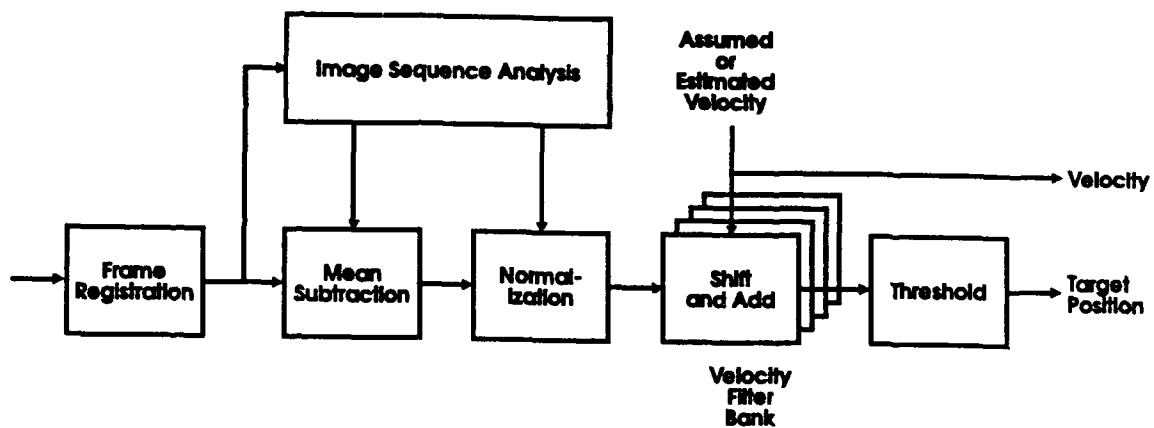 Image Sequence Analysis
Assumed
or
Estimated
Velocity
Velocity
Frame
Registration
Mean
Subtraction
Normal-
ization
Shift
and Add
Threshold
Target
Position
Velocity
Filter
Bank